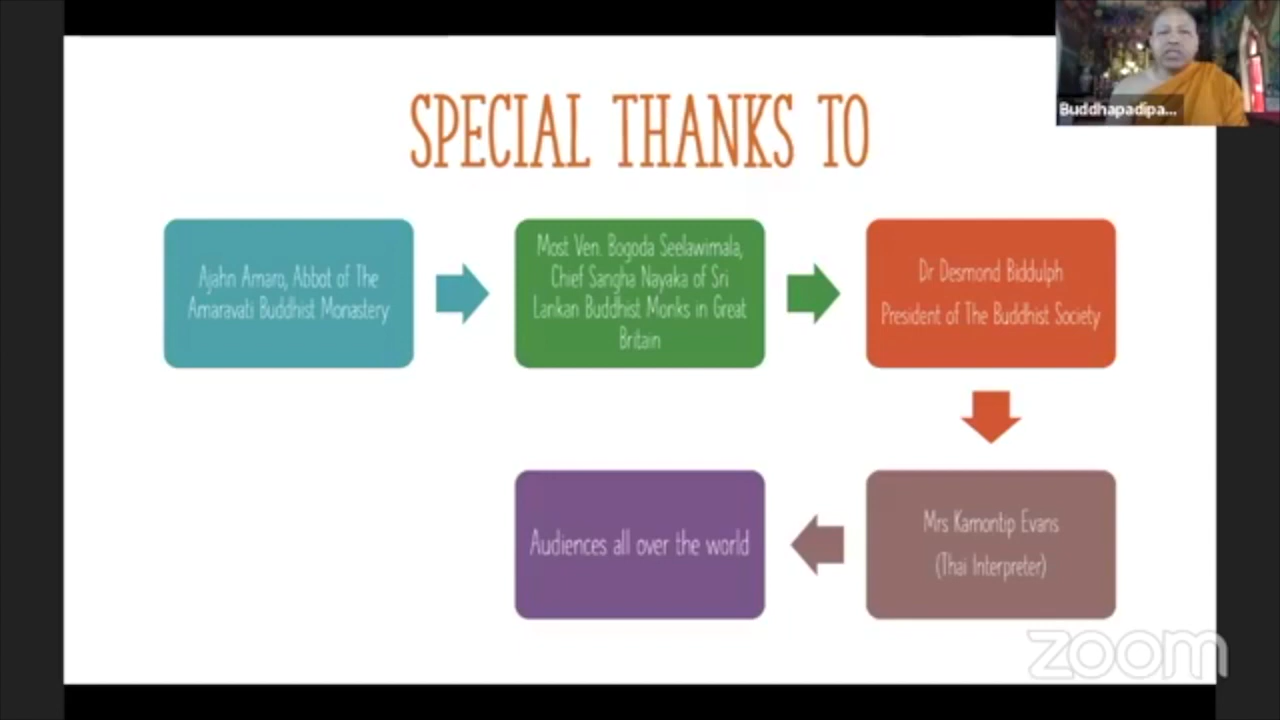 SPECIAL THANKS TO
Ajahn Amaro, Abbot of The
Amaravati Buddhist Monastery
Most Ven. Bogoda Seelawimala,
Chief Sangha Nayaka of Sri
Lankan Buddhist Monks in Great
Britain
Dr Desmond Biddulph
President of The Buddhist Society
Mrs Kamontip Evans
(Thai Interpreter)
Audiences all over the world
Buddhapadipa...
zoom